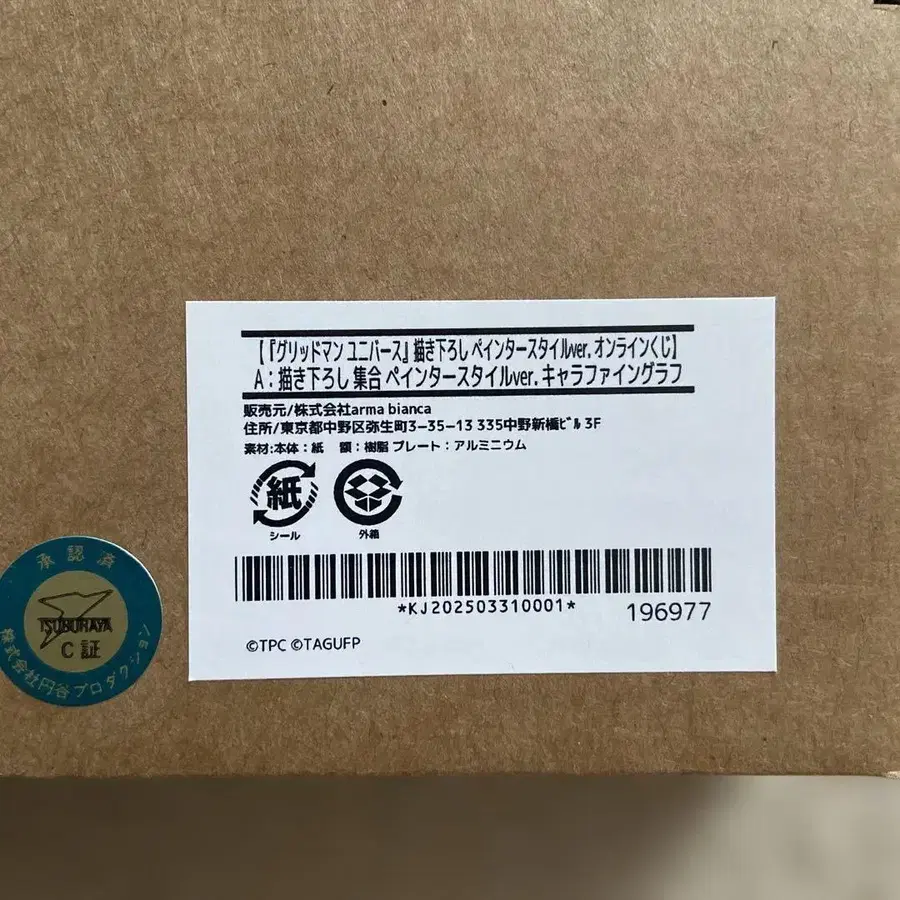 【『グリッドマン ユニバース』描き下ろし ペインタースタイルver. オンラインくじ】
A：描き下ろし 集合 ペインタースタイルver. キャラファイングラフ
販売元/株式会社arma bianca
住所/東京都中野区弥生町3-35-13 335中野新橋ﾋﾞﾙ 3F
素材:本体：紙　額：樹脂 プレート：アルミニウム
紙
シール
外箱
*KJ202503310001*
196977
©TPC ©TAGUFP
承認済
TSUBURAYA
C証
株式会社円谷プロダクション